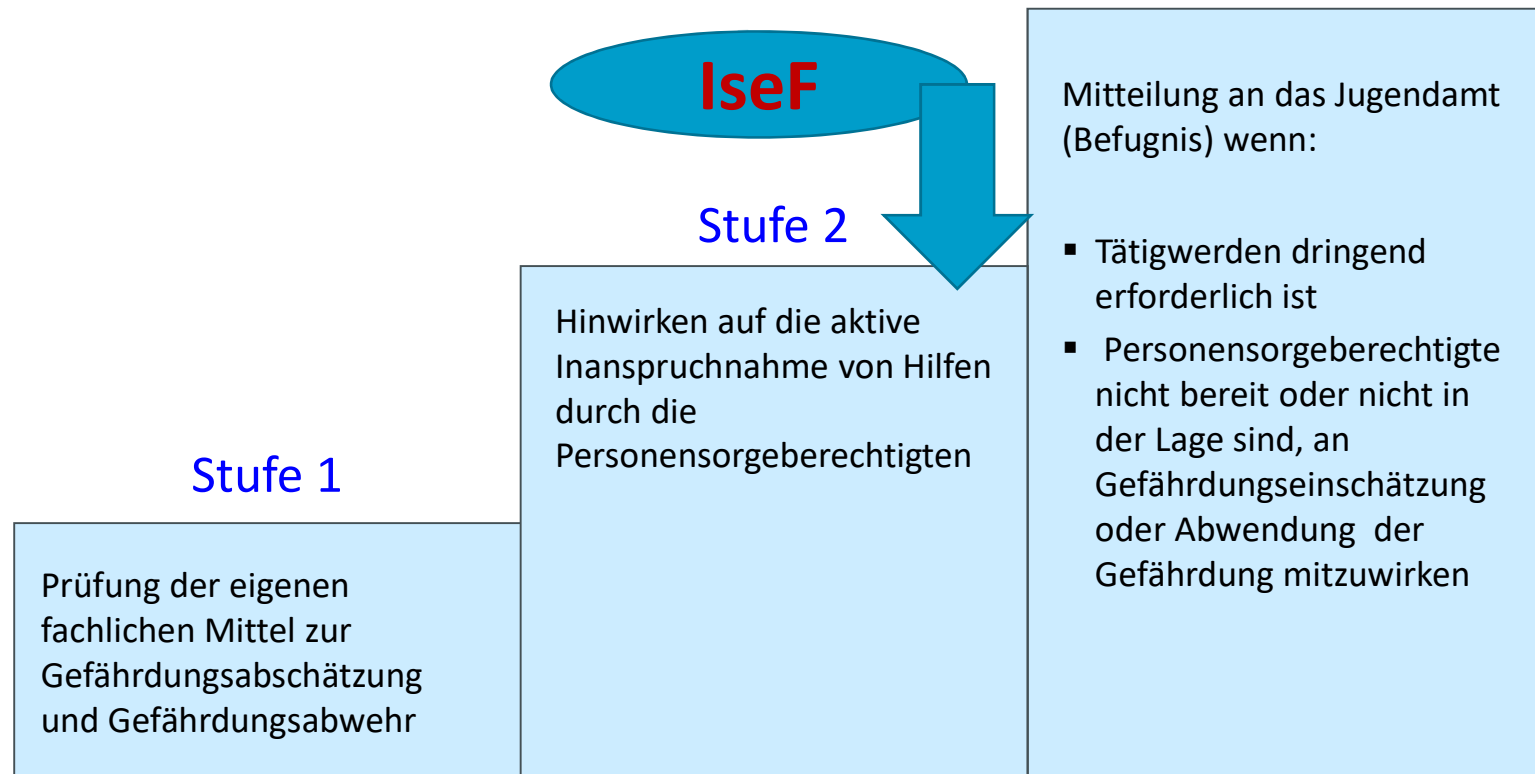 IseF
Stufe 1
Prüfung der eigenen
fachlichen Mittel zur
Gefährdungsabschätzung
und Gefährdungsabwehr
Stufe 2
Hinwirken auf die aktive
Inanspruchnahme von Hilfen
durch die
Personensorgeberechtigten
Mitteilung an das Jugendamt
(Befugnis) wenn:
▪ Tätigwerden dringend
erforderlich ist
▪ Personensorgeberechtigte
nicht bereit oder nicht in
der Lage sind, an
Gefährdungseinschätzung
oder Abwendung der
Gefährdung mitzuwirken